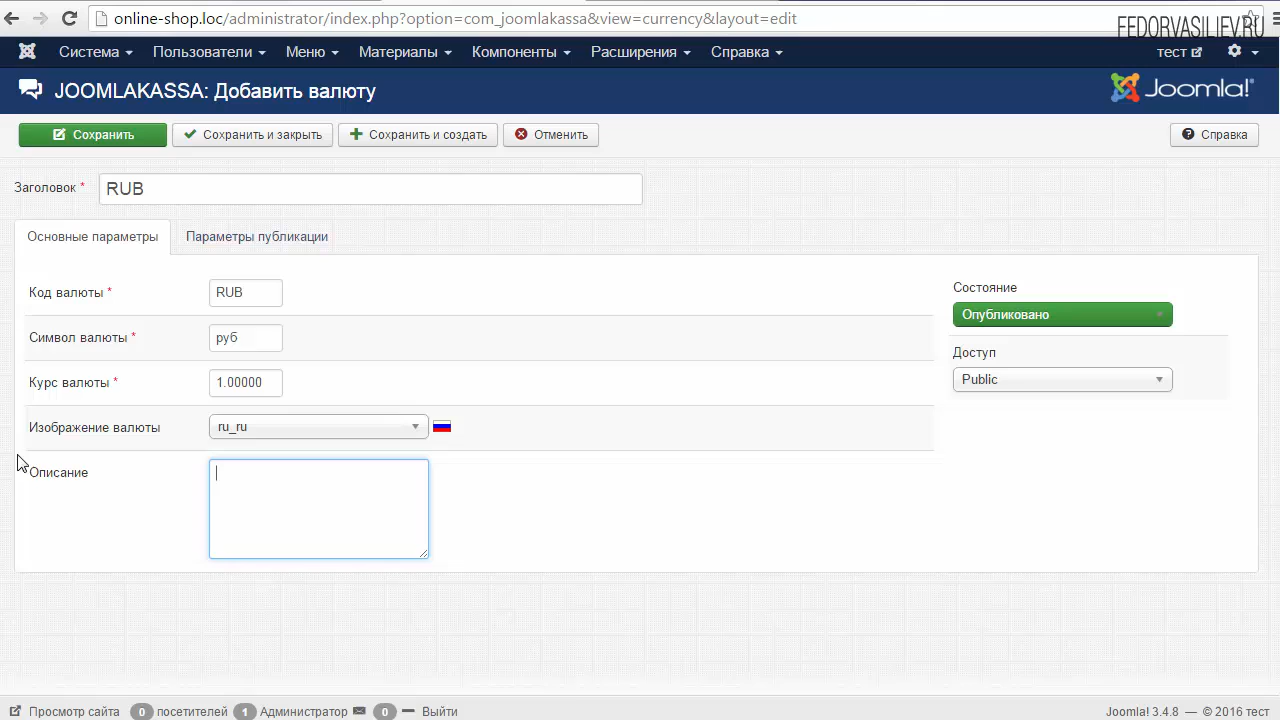 online-shop.loc/administrator/index.php?option=com_joomlakassa&view=currency&layout=edit
FEDORVASILIEV.RU
Система Пользователи Меню Материалы Компоненты Расширения Справка тест
JOOMLAKASSA: Добавить валюту Joomla!
Сохранить Сохранить и закрыть Сохранить и создать Отменить Справка
Заголовок * RUB
Основные параметры Параметры публикации
Код валюты * RUB
Состояние
Опубликовано
Символ валюты * руб
Доступ
Public
Курс валюты * 1.00000
Изображение валюты ru_ru
Описание
Просмотр сайта 0 посетителей 1 Администратор 0 Выйти Joomla! 3.4.8 — © 2016 тест